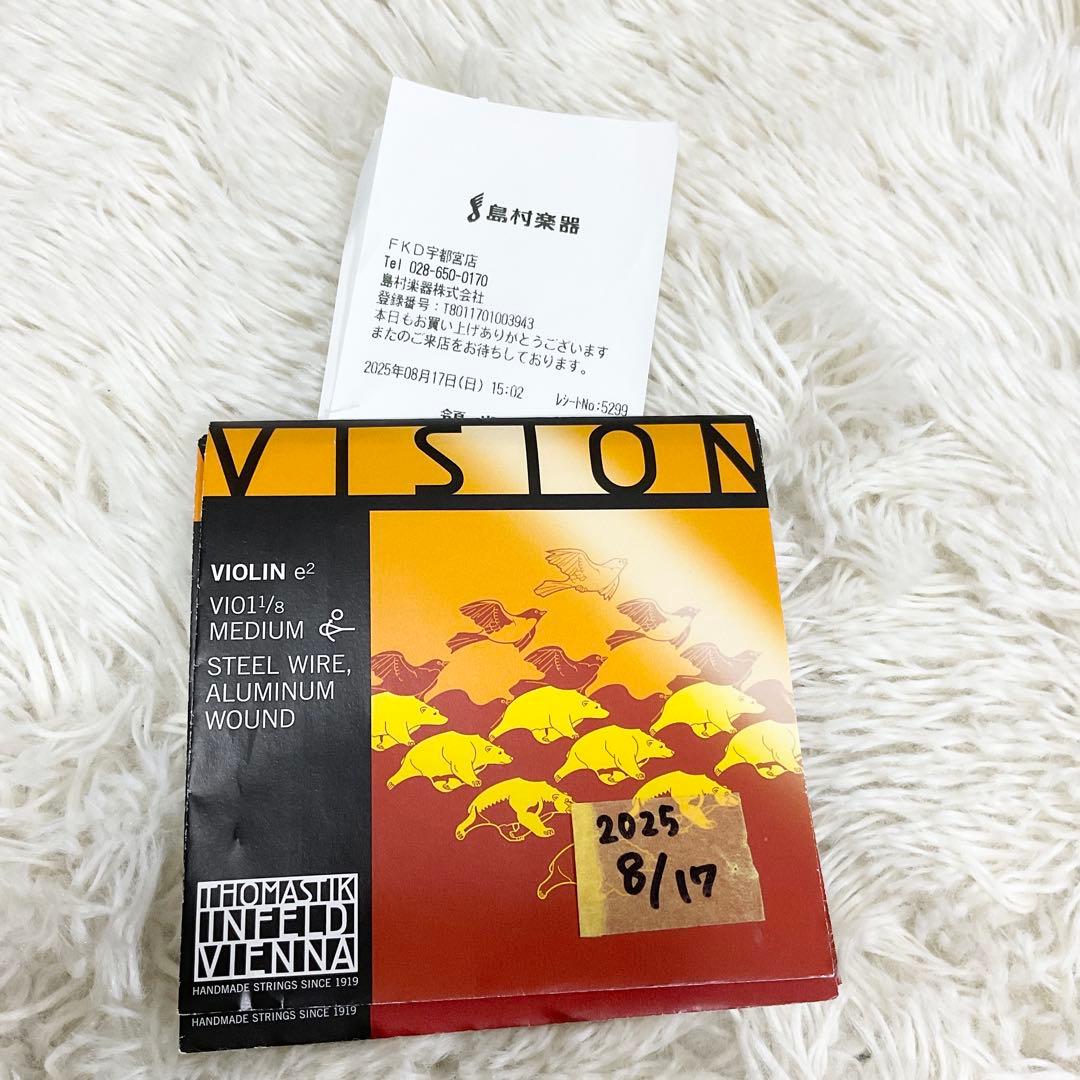 島村楽器
FKD宇都宮店
Tel 028-650-0170
島村楽器株式会社
登録番号：T8011701003943
本日もお買い上げありがとうございます
またのご来店をお待ちしております。
2025年08月17日(日) 15:02 ﾚｼｰﾄNo:5299
VISION
VIOLIN e²
VI01¹/₈
MEDIUM
STEEL WIRE,
ALUMINUM
WOUND
2025
8/17
THOMASTIK
INFELD
VIENNA
HANDMADE STRINGS SINCE 1919
HANDMADE STRINGS SINCE 1919